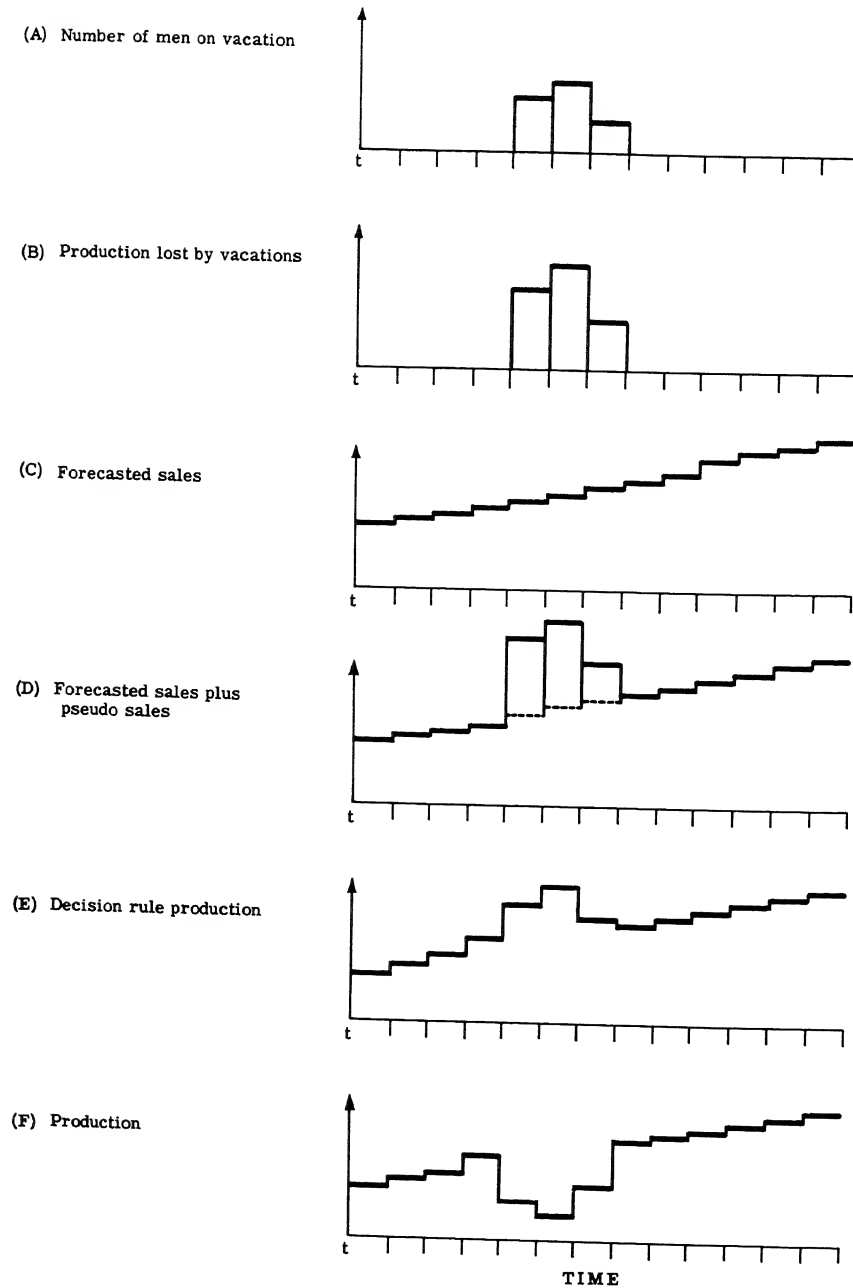 (A) Number of men on vacation
t
(B) Production lost by vacations
t
(C) Forecasted sales
t
(D) Forecasted sales plus
pseudo sales
t
(E) Decision rule production
t
(F) Production
t
TIME